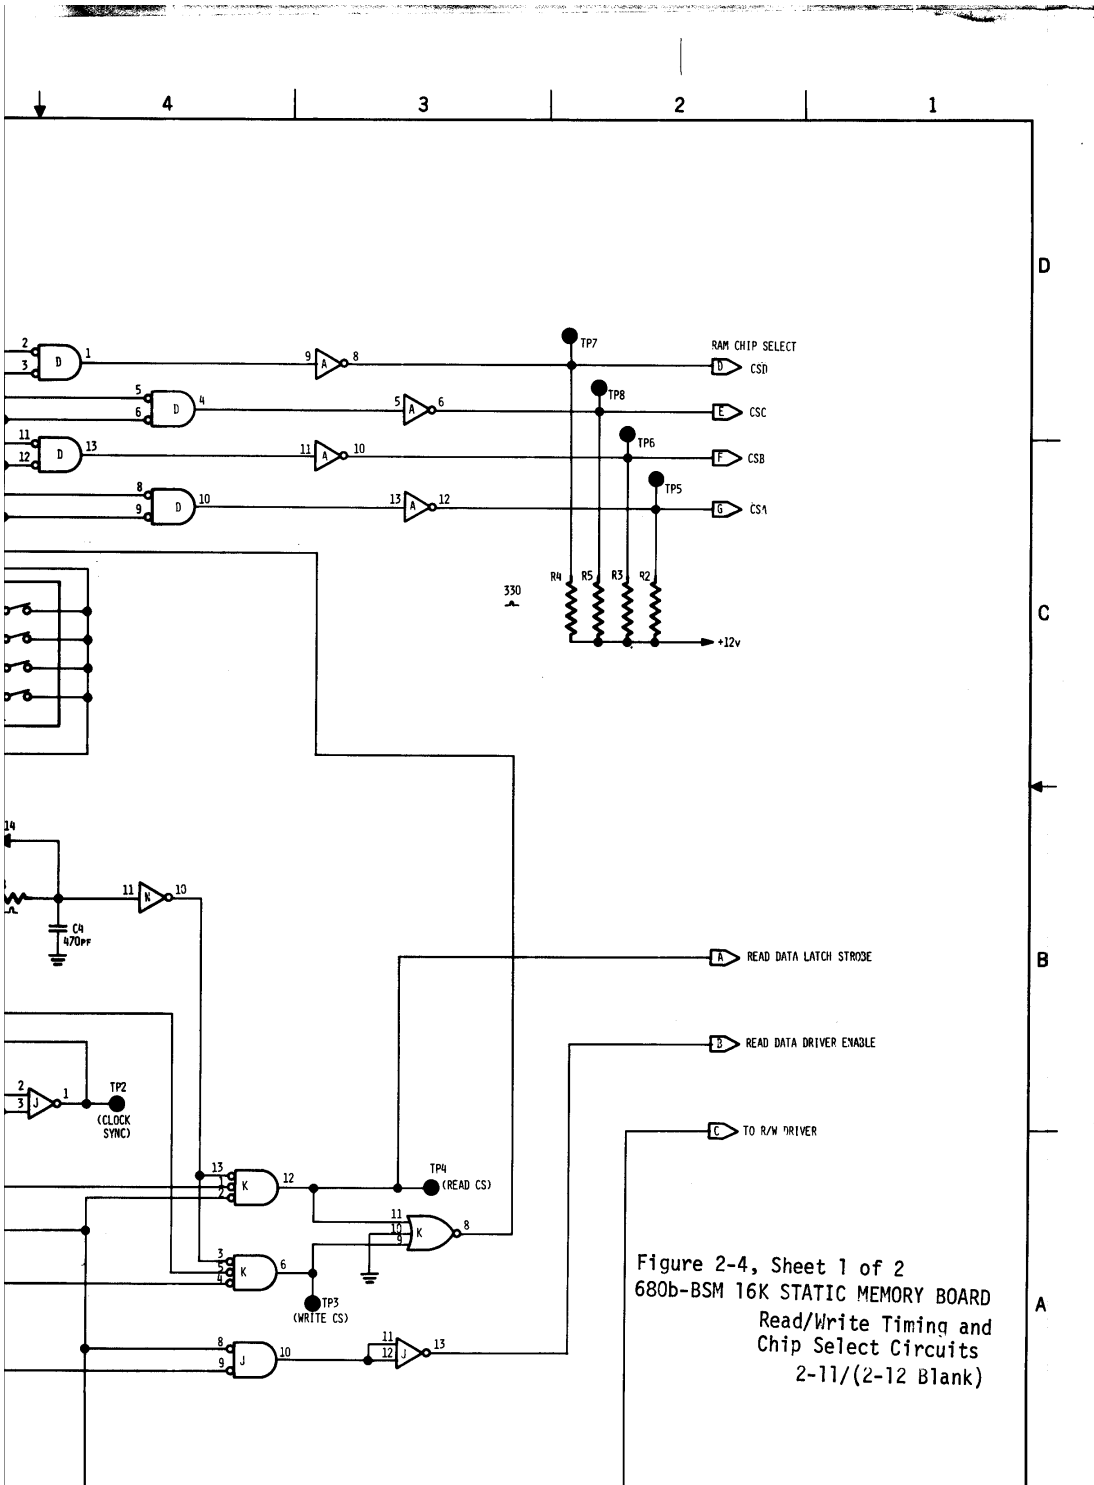 4 3 2 1
D
2 3 D 1 9 A 8 TP7 RAM CHIP SELECT
D CSD
5 6 D 4 5 A 6 TP8 E CSC
11 12 D 13 11 A 10 TP6 F CSB
8 9 D 10 13 A 12 TP5 G CSA
R4 R5 R3 R2
330
C
+12v
14
11 N 10
C4
470PF
A READ DATA LATCH STROBE
B
B READ DATA DRIVER ENABLE
2 3 J 1 TP2
(CLOCK
SYNC)
C TO R/W DRIVER
13 1 2 K 12 TP4
(READ CS)
11 10 9 K 8
3 5 4 K 6
TP3
(WRITE CS)
8 9 J 10 11 12 J 13
A
Figure 2-4, Sheet 1 of 2
680b-BSM 16K STATIC MEMORY BOARD
Read/Write Timing and
Chip Select Circuits
2-11/(2-12 Blank)